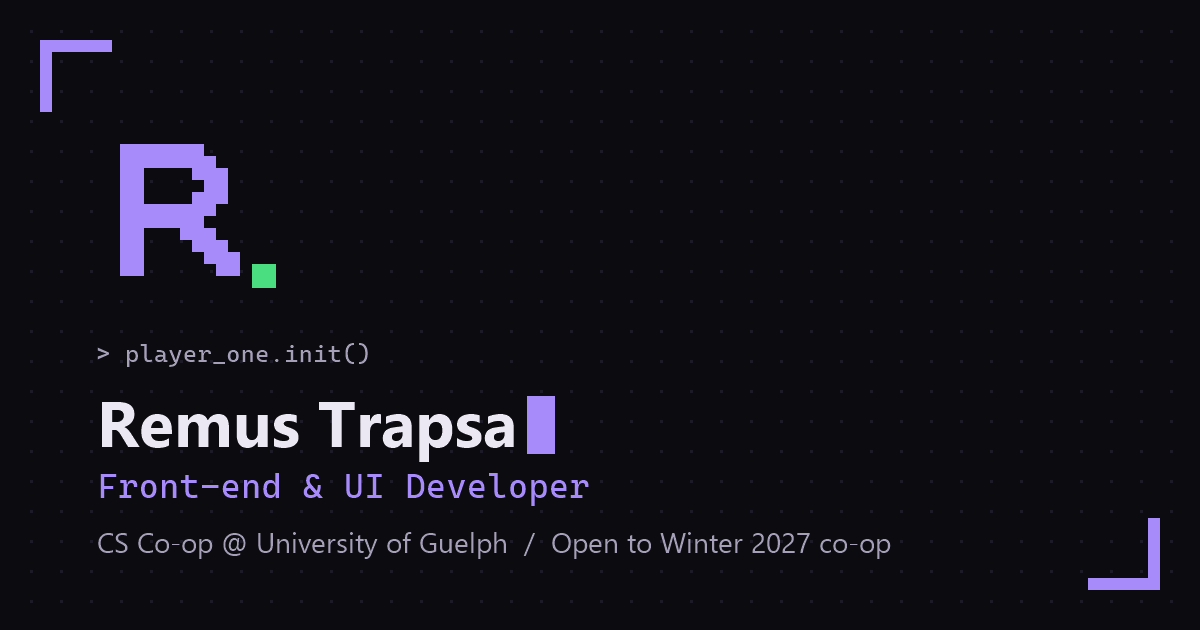 R.
> player_one.init()
Remus Trapsa
Front-end & UI Developer
CS Co-op @ University of Guelph / Open to Winter 2027 co-op